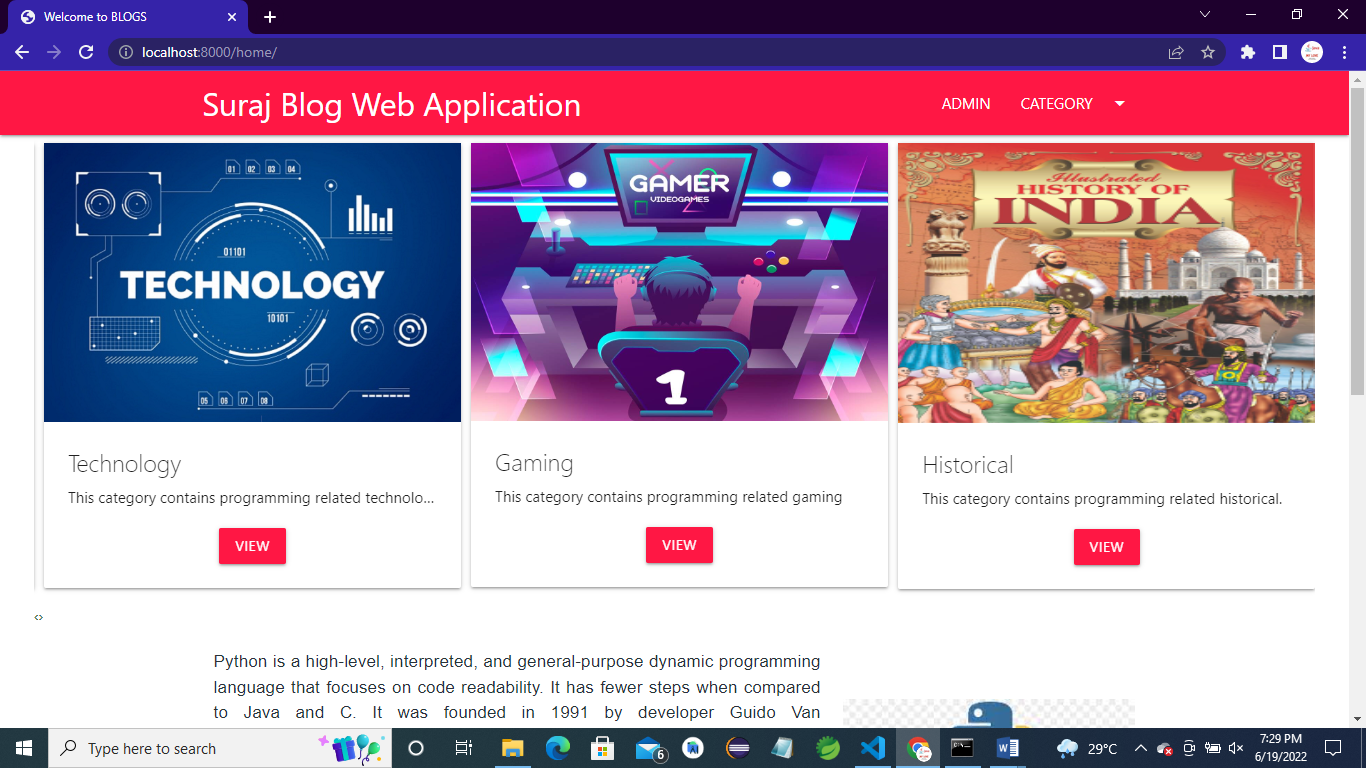 Welcome to BLOGS
localhost:8000/home/
Suraj Blog Web Application
ADMIN
CATEGORY
01 02 03 04
01101
TECHNOLOGY
10101
05 06 07 08
GAMER
VIDEOGAMES
1
Illustrated
HISTORY OF
INDIA
Technology
This category contains programming related technolo...
VIEW
Gaming
This category contains programming related gaming
VIEW
Historical
This category contains programming related historical.
VIEW
‹›
Python is a high-level, interpreted, and general-purpose dynamic programming
language that focuses on code readability. It has fewer steps when compared
to Java and C. It was founded in 1991 by developer Guido Van
Type here to search
6
29°C
7:29 PM
6/19/2022